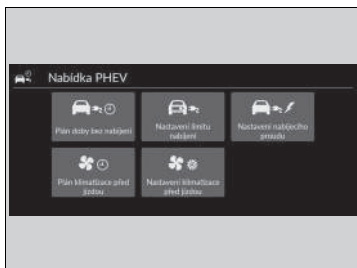 Nabídka PHEV
Plán doby bez nabíjení
Nastavení limitu
nabíjení
Nastavení nabíjecího
proudu
Plán klimatizace před
jízdou
Nastavení klimatizace
před jízdou